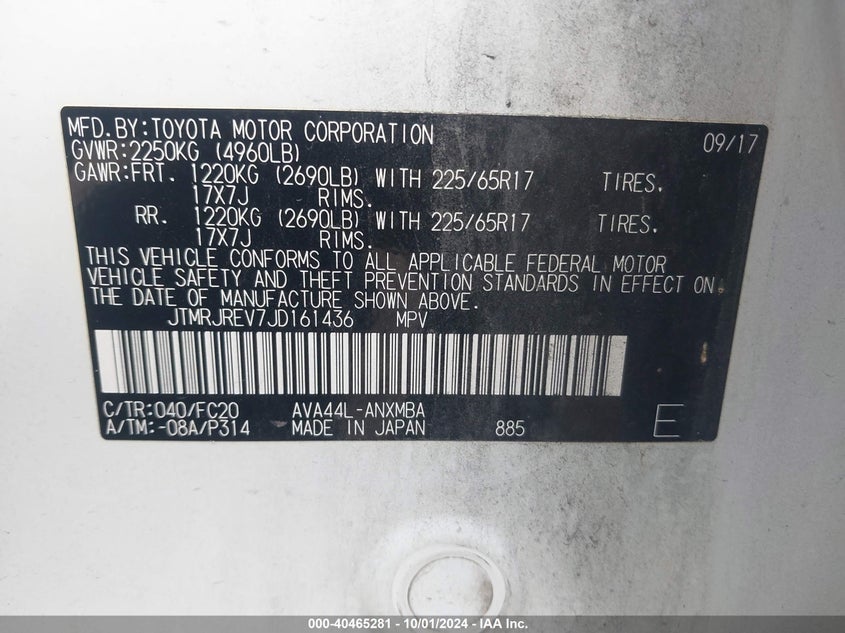 MFD.BY:TOYOTA MOTOR CORPORATION 09/17
GVWR:2250KG (4960LB)
GAWR:FRT. 1220KG (2690LB) WITH 225/65R17 TIRES.
17X7J RIMS.
RR. 1220KG (2690LB) WITH 225/65R17 TIRES.
17X7J RIMS.
THIS VEHICLE CONFORMS TO ALL APPLICABLE FEDERAL MOTOR
VEHICLE SAFETY AND THEFT PREVENTION STANDARDS IN EFFECT ON
THE DATE OF MANUFACTURE SHOWN ABOVE.
JTMRJREV7JD161436 MPV
C/TR:040/FC20 AVA44L-ANXMBA
A/TM:-08A/P314 MADE IN JAPAN 885 E
000-40465281 - 10/01/2024 - IAA Inc.